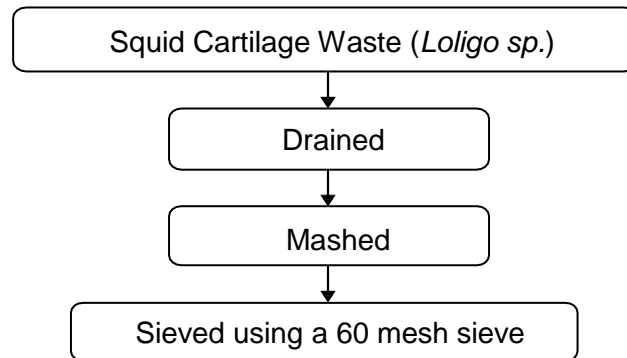 Squid Cartilage Waste (Loligo sp.)
Drained
Mashed
Sieved using a 60 mesh sieve